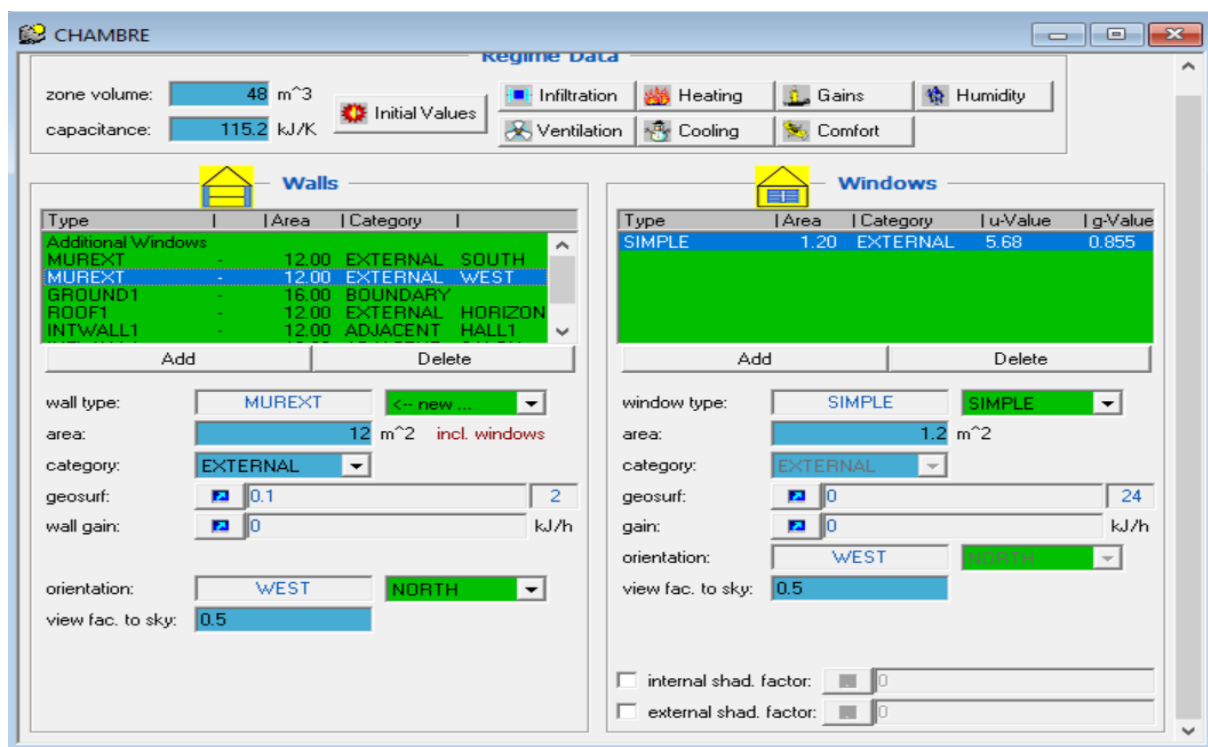 CHAMBRE
Regime Data
zone volume: 48 m^3
capacitance: 115.2 kJ/K
Initial Values
Infiltration Heating Gains Humidity
Ventilation Cooling Comfort
Walls
Type | | Area | Category |
Additional Windows
MUREXT - 12.00 EXTERNAL SOUTH
MUREXT - 12.00 EXTERNAL WEST
GROUND1 - 16.00 BOUNDARY
ROOF1 - 12.00 EXTERNAL HORIZON
INTWALL1 - 12.00 ADJACENT HALL1
Add Delete
wall type: MUREXT <-- new ...
area: 12 m^2 incl. windows
category: EXTERNAL
geosurf: 0.1 2
wall gain: 0 kJ/h
orientation: WEST NORTH
view fac. to sky: 0.5
Windows
Type | Area | Category | u-Value | g-Value
SIMPLE 1.20 EXTERNAL 5.68 0.855
Add Delete
window type: SIMPLE SIMPLE
area: 1.2 m^2
category: EXTERNAL
geosurf: 0 24
gain: 0 kJ/h
orientation: WEST NORTH
view fac. to sky: 0.5
internal shad. factor: 0
external shad. factor: 0